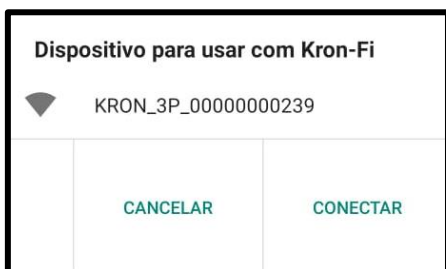 Dispositivo para usar com Kron-Fi
KRON_3P_00000000239
CANCELAR CONECTAR